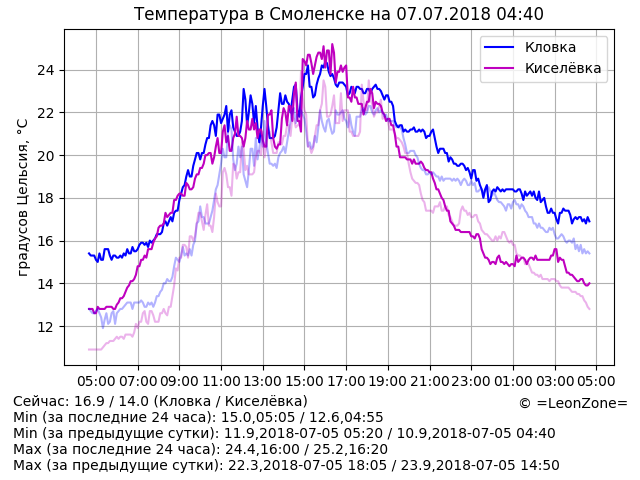 Температура в Смоленске на 07.07.2018 04:40
Кловка
Киселёвка
градусов Цельсия, °C
24
22
20
18
16
14
12
05:00 07:00 09:00 11:00 13:00 15:00 17:00 19:00 21:00 23:00 01:00 03:00 05:00
Сейчас: 16.9 / 14.0 (Кловка / Киселёвка)
© =LeonZone=
Min (за последние 24 часа): 15.0,05:05 / 12.6,04:55
Min (за предыдущие сутки): 11.9,2018-07-05 05:20 / 10.9,2018-07-05 04:40
Max (за последние 24 часа): 24.4,16:00 / 25.2,16:20
Max (за предыдущие сутки): 22.3,2018-07-05 18:05 / 23.9,2018-07-05 14:50